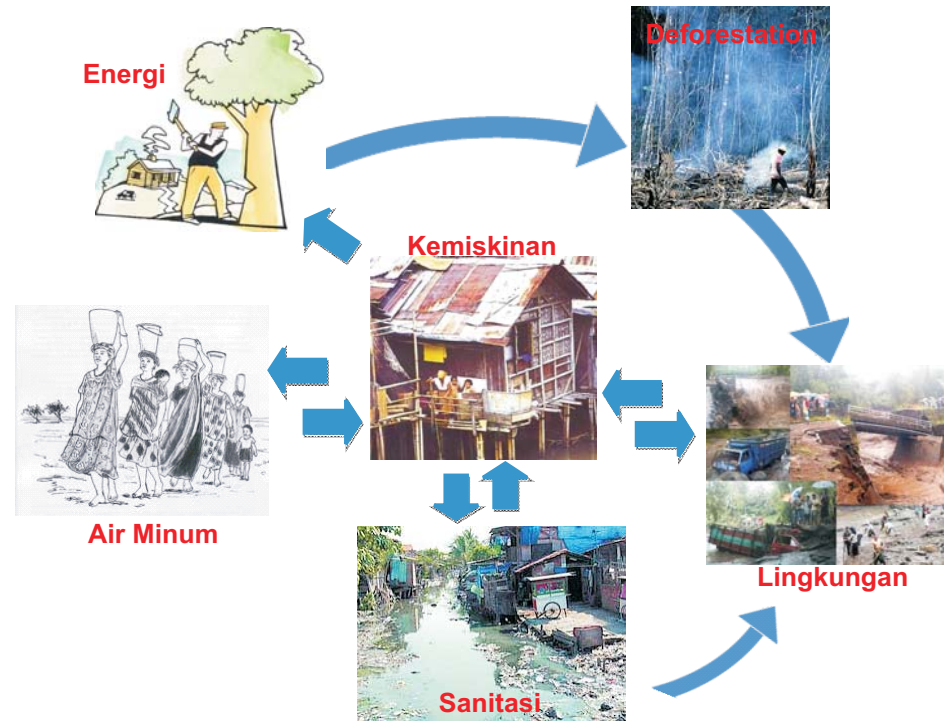 Deforestation
Energi
Kemiskinan
Air Minum
Lingkungan
Sanitasi